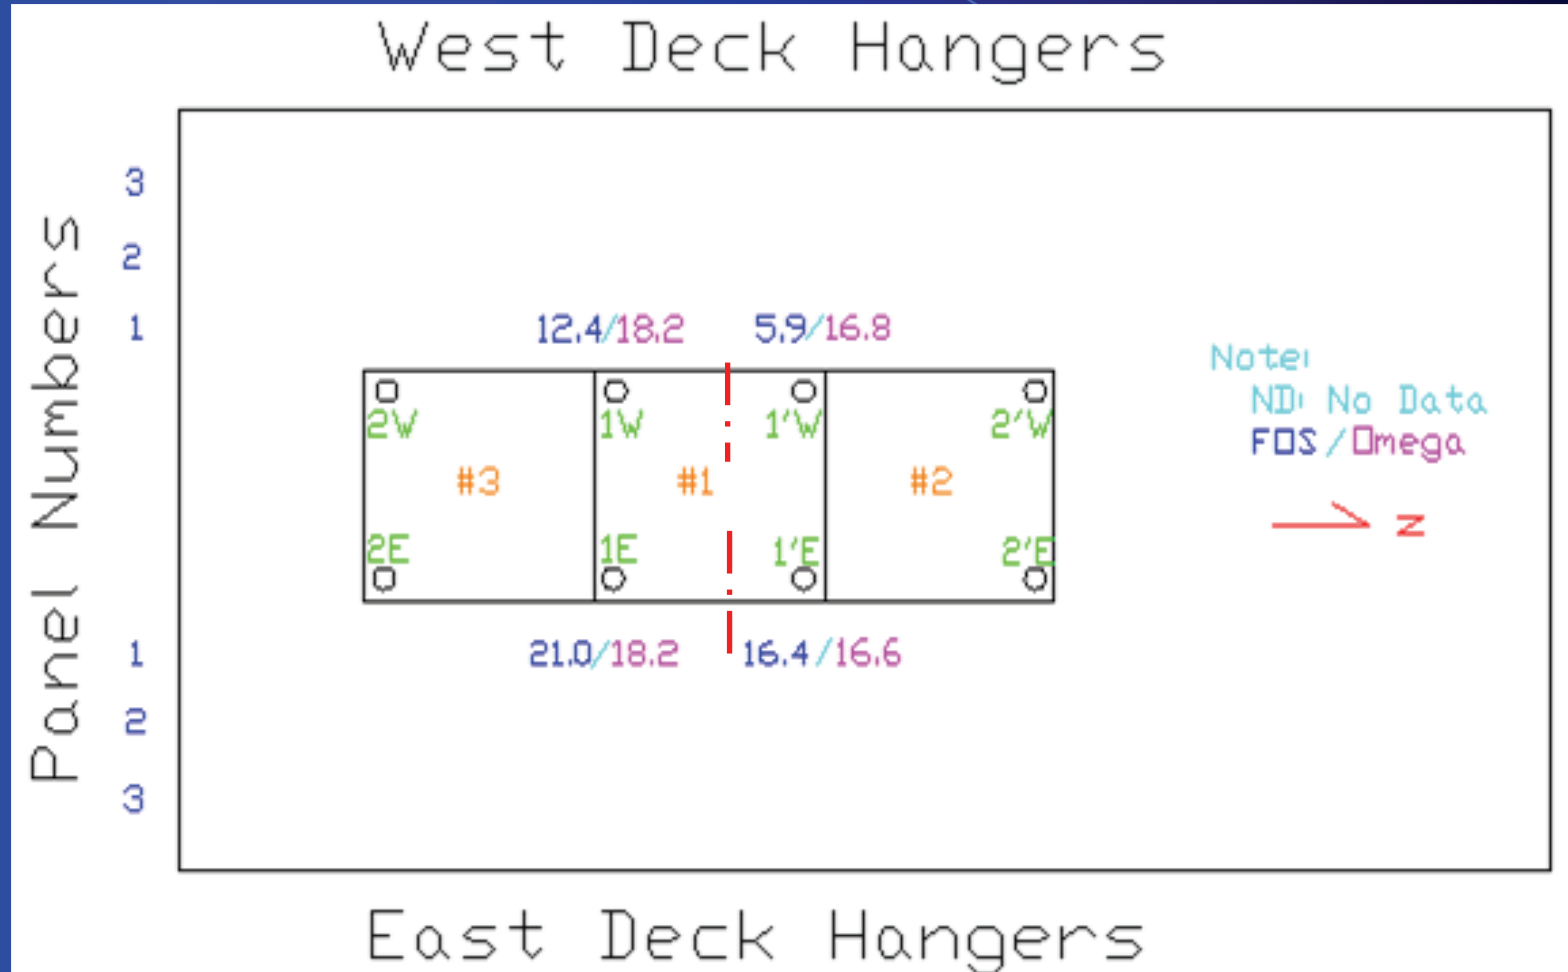 West Deck Hangers
Panel Numbers
3
2
1
12.4/18.2 5.9/16.8
Note:
ND: No Data
FOS/Omega
2W 1W 1'W 2'W
#3 #1 #2
N
2E 1E 1'E 2'E
1
21.0/18.2 16.4/16.6
2
3
East Deck Hangers